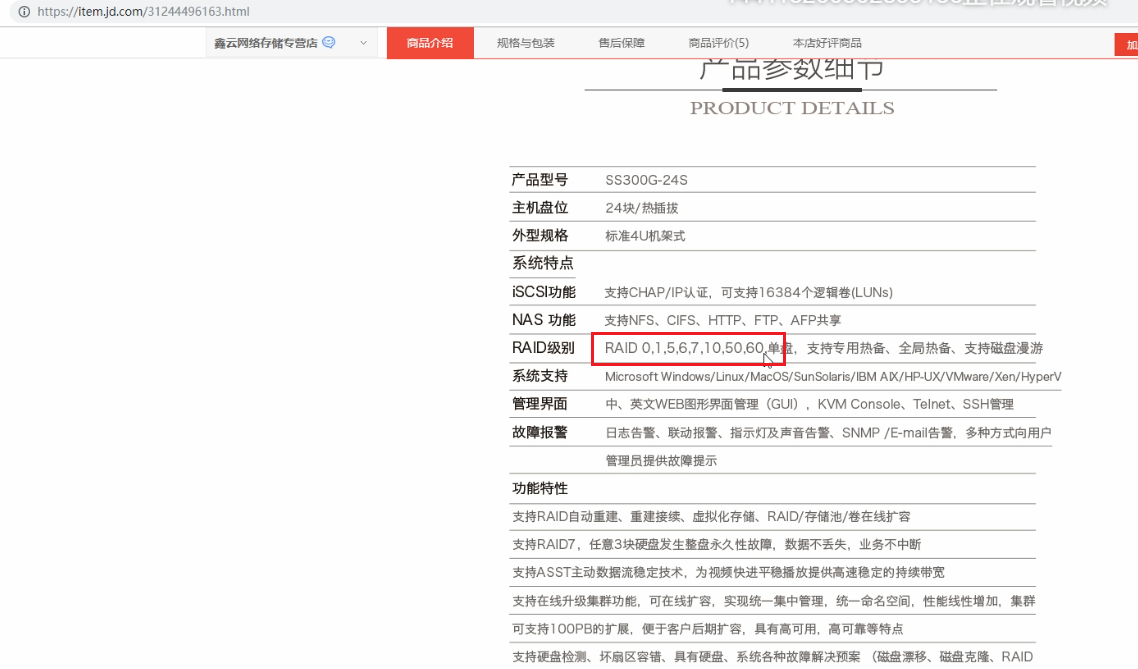 https://item.jd.com/31244496163.html
鑫云网络存储专营店 商品介绍 规格与包装 售后保障 商品评价(5) 本店好评商品 加
产品参数细节
PRODUCT DETAILS
产品型号 SS300G-24S
主机盘位 24块/热插拔
外型规格 标准4U机架式
系统特点
iSCSI功能 支持CHAP/IP认证，可支持16384个逻辑卷(LUNs)
NAS 功能 支持NFS、CIFS、HTTP、FTP、AFP共享
RAID级别 RAID 0,1,5,6,7,10,50,60,单盘，支持专用热备、全局热备、支持磁盘漫游
系统支持 Microsoft Windows/Linux/MacOS/SunSolaris/IBM AIX/HP-UX/VMware/Xen/HyperV
管理界面 中、英文WEB图形界面管理（GUI），KVM Console、Telnet、SSH管理
故障报警 日志告警、联动报警、指示灯及声音告警、SNMP /E-mail告警，多种方式向用户
管理员提供故障提示
功能特性
支持RAID自动重建、重建接续、虚拟化存储、RAID/存储池/卷在线扩容
支持RAID7，任意3块硬盘发生整盘永久性故障，数据不丢失，业务不中断
支持ASST主动数据流稳定技术，为视频快进平稳播放提供高速稳定的持续带宽
支持在线升级集群功能，可在线扩容，实现统一集中管理，统一命名空间，性能线性增加，集群
可支持100PB的扩展，便于客户后期扩容，具有高可用，高可靠等特点
支持硬盘检测、坏扇区容错、具有硬盘、系统各种故障解决预案 （磁盘漂移、磁盘克隆、RAID